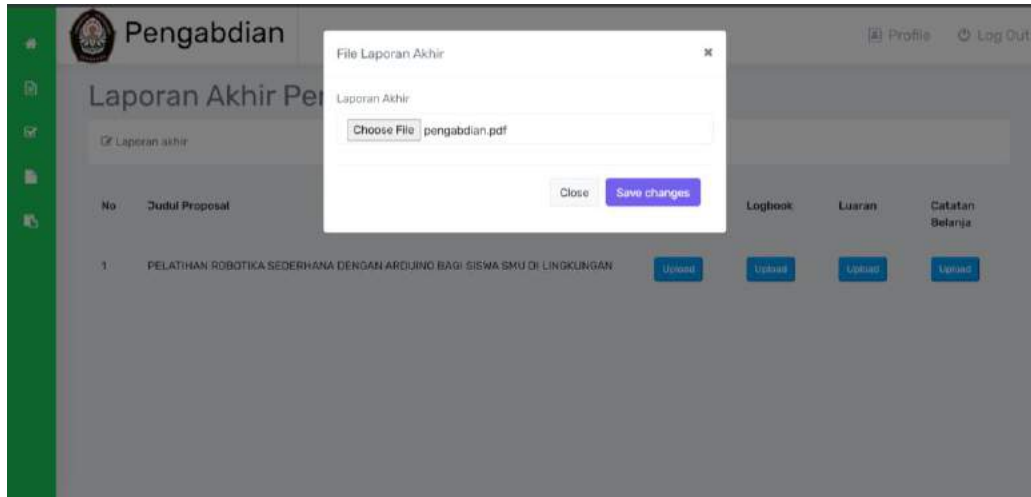 Pengabdian
Profile
Log Out
File Laporan Akhir
Laporan Akhir Per
Laporan Akhir
Choose File pengabdian.pdf
Laporan akhir
Close
Save changes
No
Judul Proposal
Logbook
Luaran
Catatan
Belanja
1
PELATIHAN ROBOTIKA SEDERHANA DENGAN ARDUINO BAGI SISWA SMU DI LINGKUNGAN
Upload
Upload
Upload
Upload